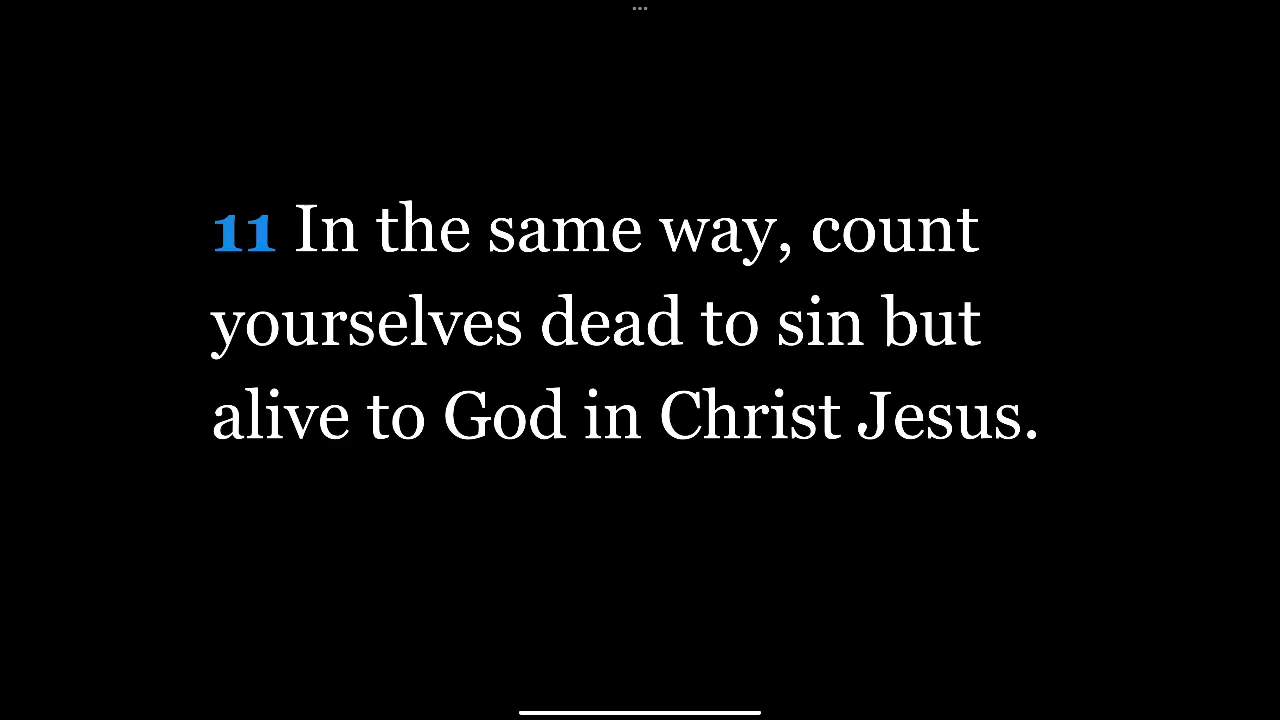 11 In the same way, count
yourselves dead to sin but
alive to God in Christ Jesus.